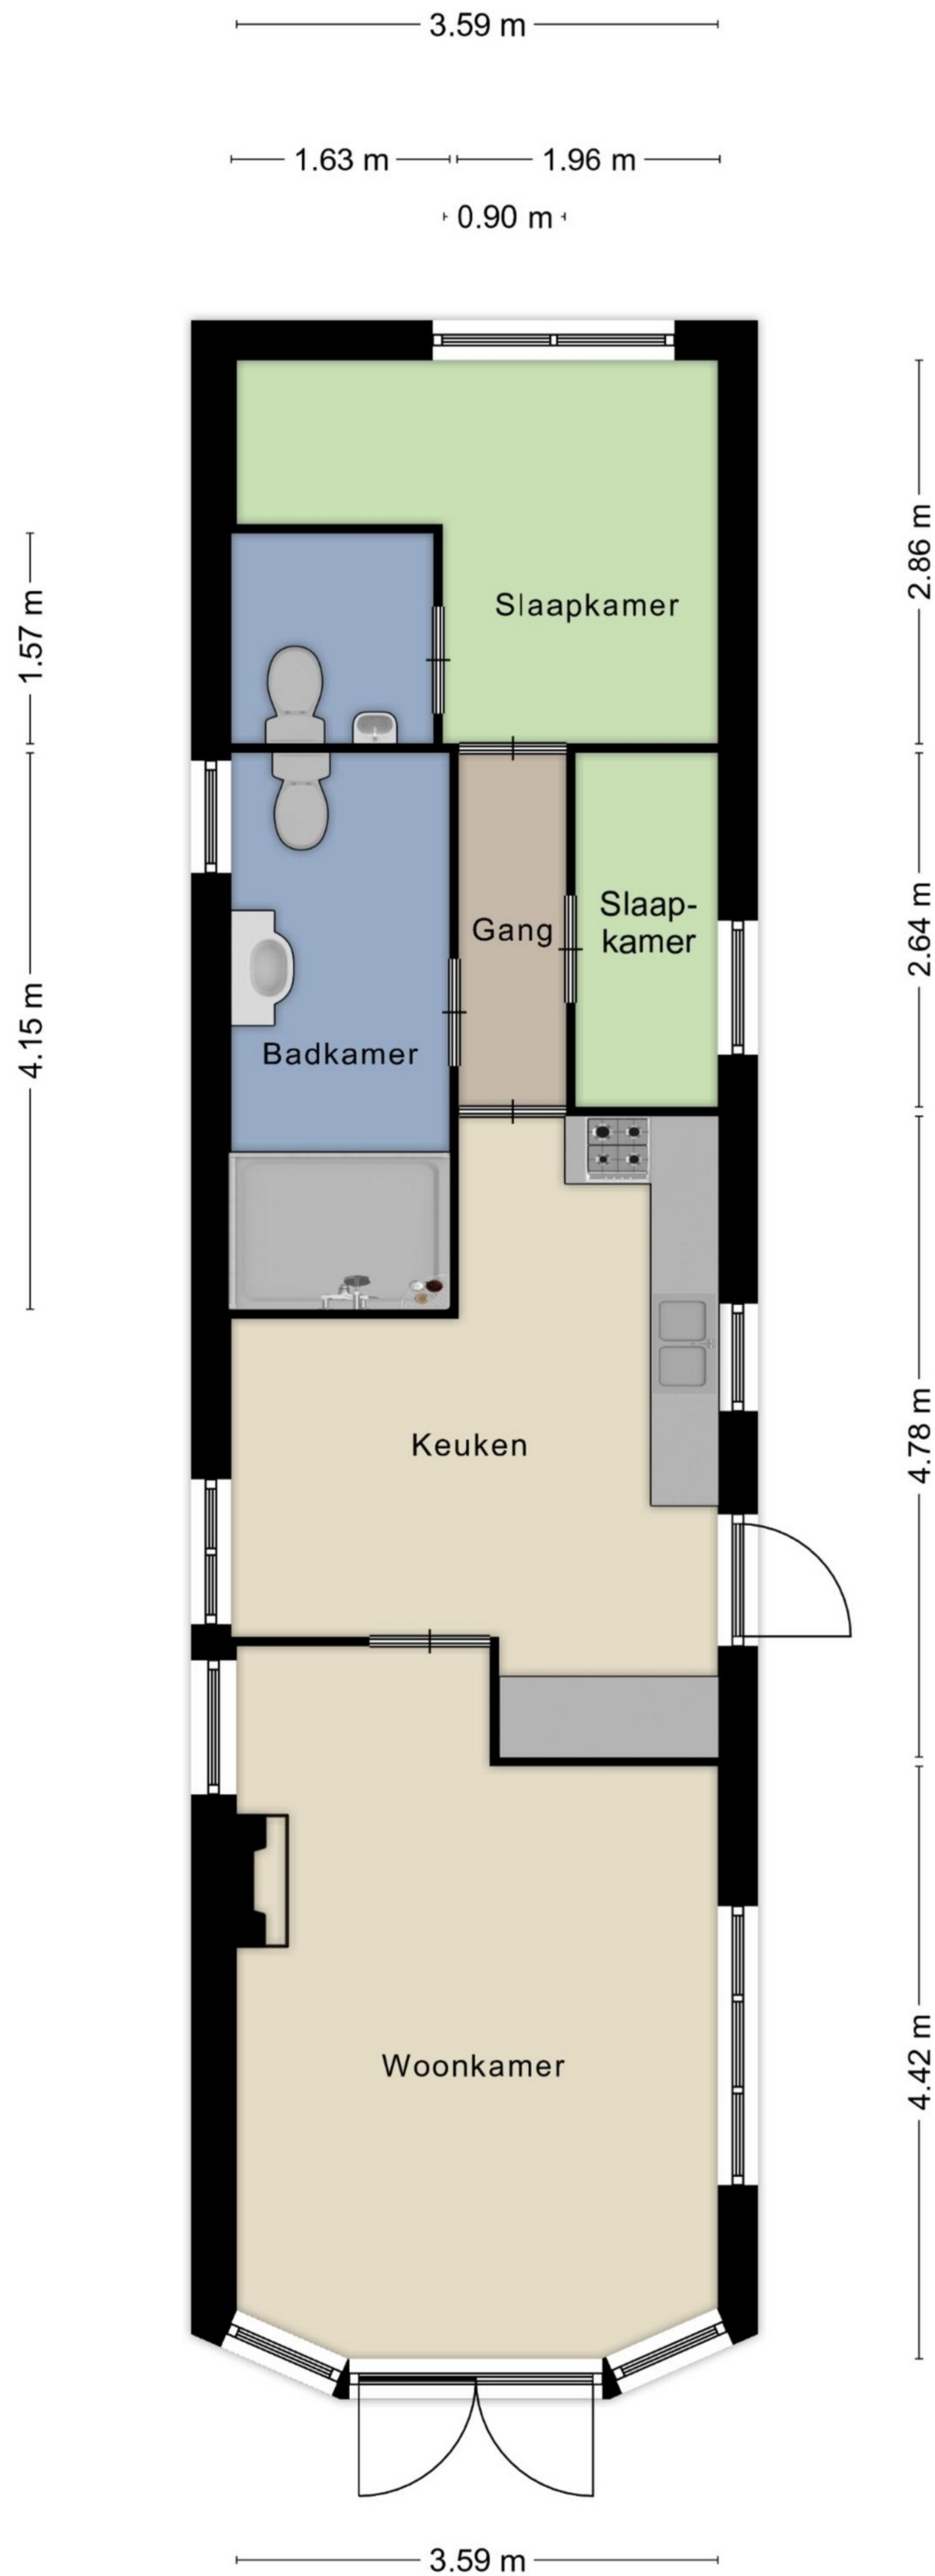 3.59 m
1.63 m
1.96 m
0.90 m
2.86 m
1.57 m
Slaapkamer
Slaap-
kamer
Gang
2.64 m
4.15 m
Badkamer
Keuken
4.78 m
Woonkamer
4.42 m
3.59 m